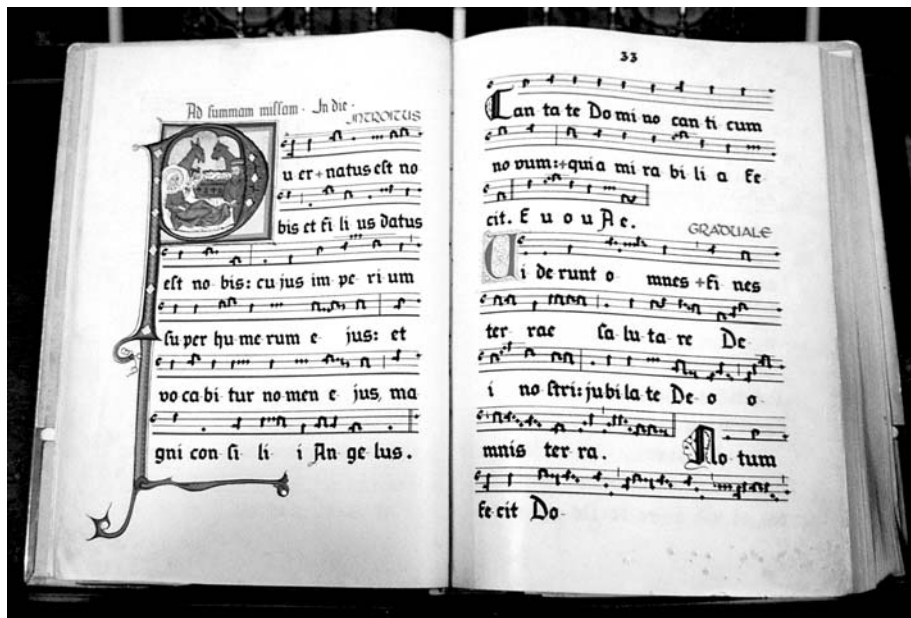 Ad summam missam · In die ·
INTROITUS
P
u er + natus est no
bis et fi li us datus
est no bis: cu jus im pe ri um
su per hu me rum e jus: et
vo ca bi tur no men e jus, ma
gni con si li i An ge lus.
33
Can ta te Do mi no can ti cum
no vum: + qui a mi ra bi li a fe
cit. E u o u A e.
GRADUALE
Vi de runt o mnes + fi nes
ter rae sa lu ta re De
i no stri: ju bi la te De o o
mnis ter ra. No tum
fe cit Do